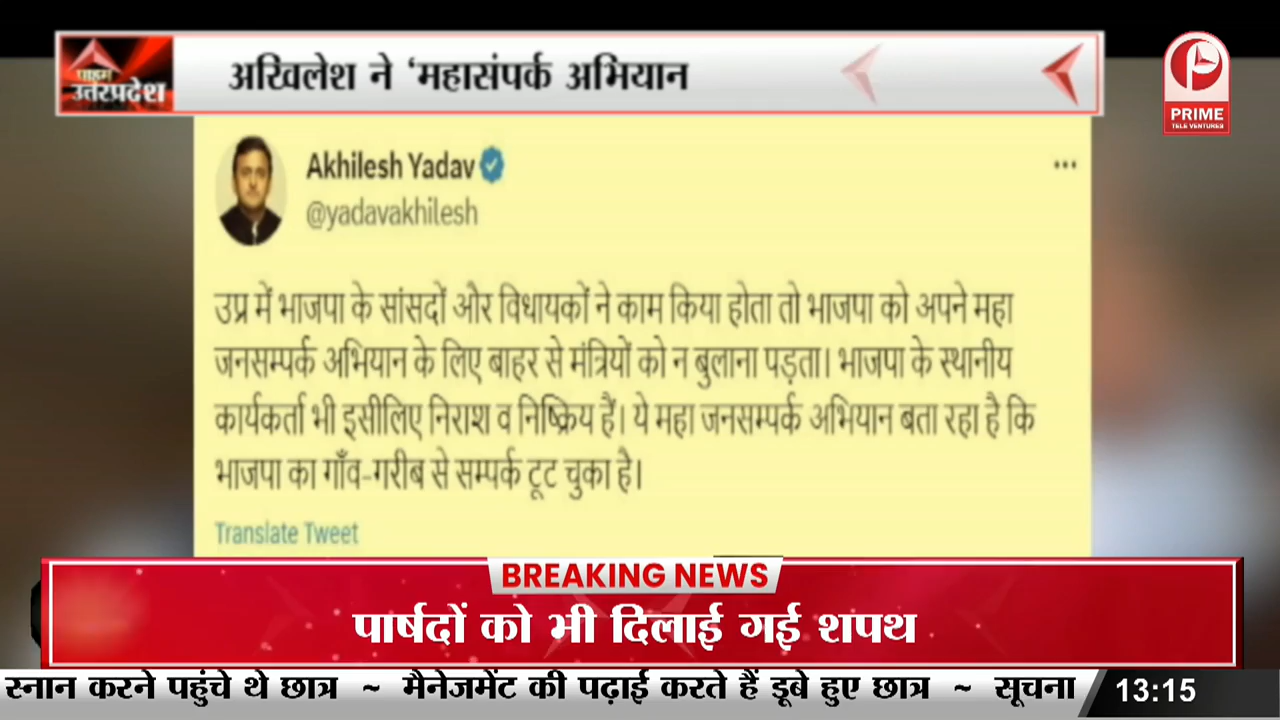 प्राइम
उत्तरप्रदेश
अखिलेश ने ‘महासंपर्क अभियान
PRIME
TELE VENTURES
Akhilesh Yadav
@yadavakhilesh
उप्र में भाजपा के सांसदों और विधायकों ने काम किया होता तो भाजपा को अपने महा
जनसम्पर्क अभियान के लिए बाहर से मंत्रियों को न बुलाना पड़ता। भाजपा के स्थानीय
कार्यकर्ता भी इसीलिए निराश व निष्क्रिय हैं। ये महा जनसम्पर्क अभियान बता रहा है कि
भाजपा का गाँव-गरीब से सम्पर्क टूट चुका है।
Translate Tweet
BREAKING NEWS
पार्षदों को भी दिलाई गई शपथ
स्नान करने पहुंचे थे छात्र ~ मैनेजमेंट की पढ़ाई करते हैं डूबे हुए छात्र ~ सूचना
13:15